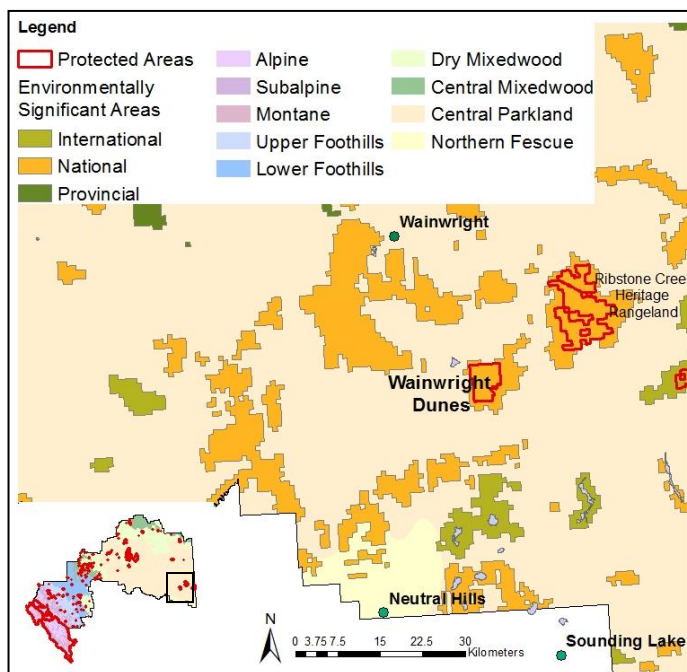 Legend
Protected Areas
Environmentally
Significant Areas
International
National
Provincial
Alpine
Subalpine
Montane
Upper Foothills
Lower Foothills
Dry Mixedwood
Central Mixedwood
Central Parkland
Northern Fescue
Wainwright
Ribstone Cree
Heritage
Rangeland
Wainwright
Dunes
Neutral Hills
Sounding Lake
N
0 3.75 7.5 15 22.5 30
Kilometers